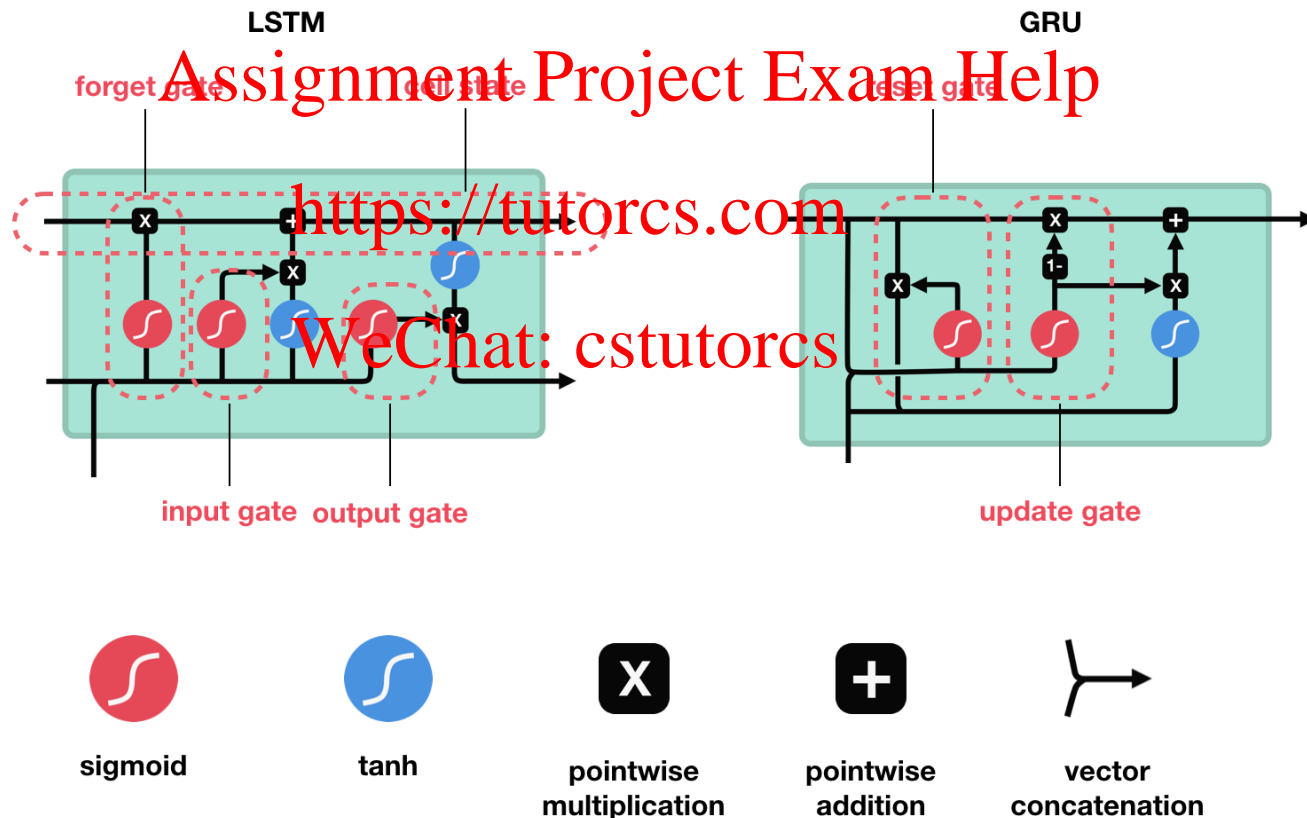 LSTM
GRU
Assignment Project Exam Help
forget gate
cell state
reset gate
https://tutorcs.com
X
+
X
+
1-
X
X
X
X
WeChat: cstutorcs
input gate
output gate
update gate
X
+
sigmoid
tanh
pointwise
multiplication
pointwise
addition
vector
concatenation